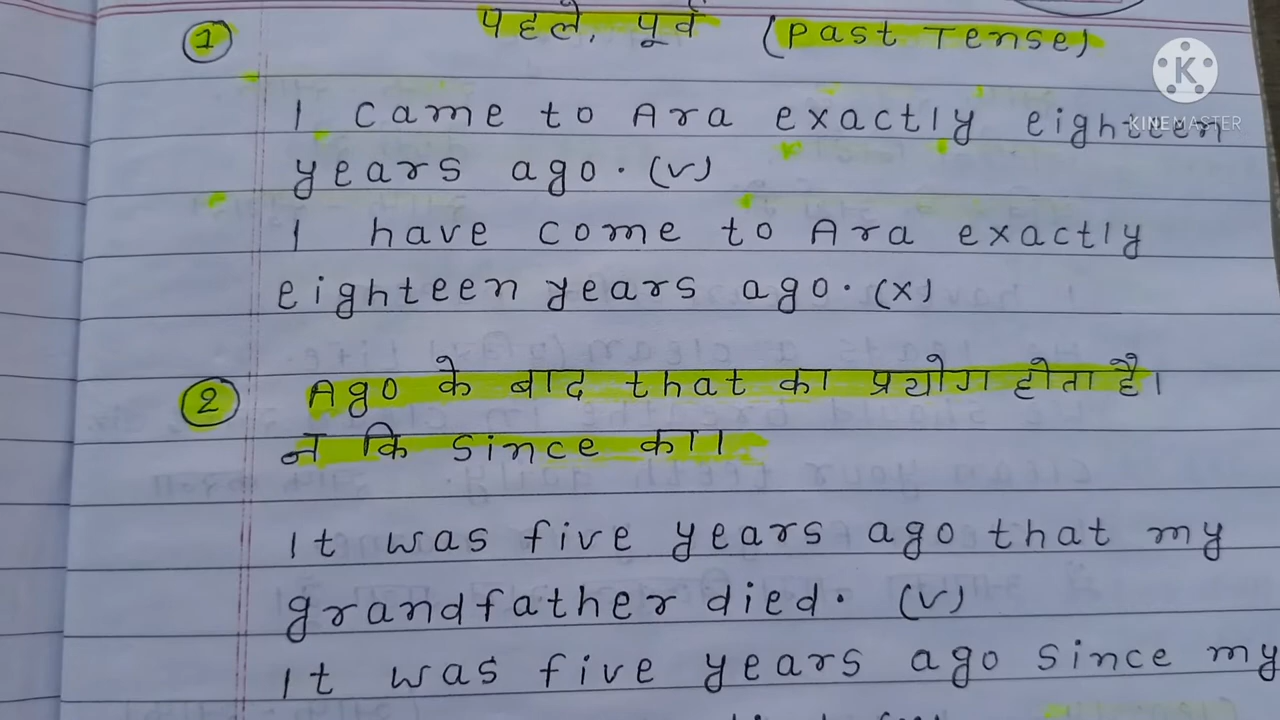 1 पहले, पूर्व (Past Tense)
I came to Ara exactly eighteen
years ago. (v)
I have come to Ara exactly
eighteen years ago. (x)
2 Ago के बाद that का प्रयोग होता है।
न कि since का।
It was five years ago that my
grandfather died. (v)
It was five years ago since my
K
KINEMASTER